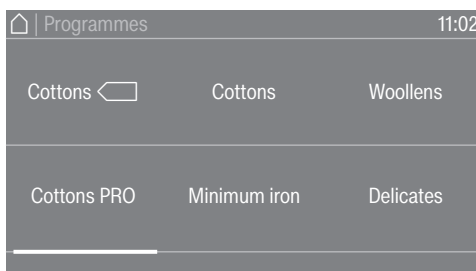 Programmes 11:02
Cottons Cottons Woollens
Cottons PRO Minimum iron Delicates